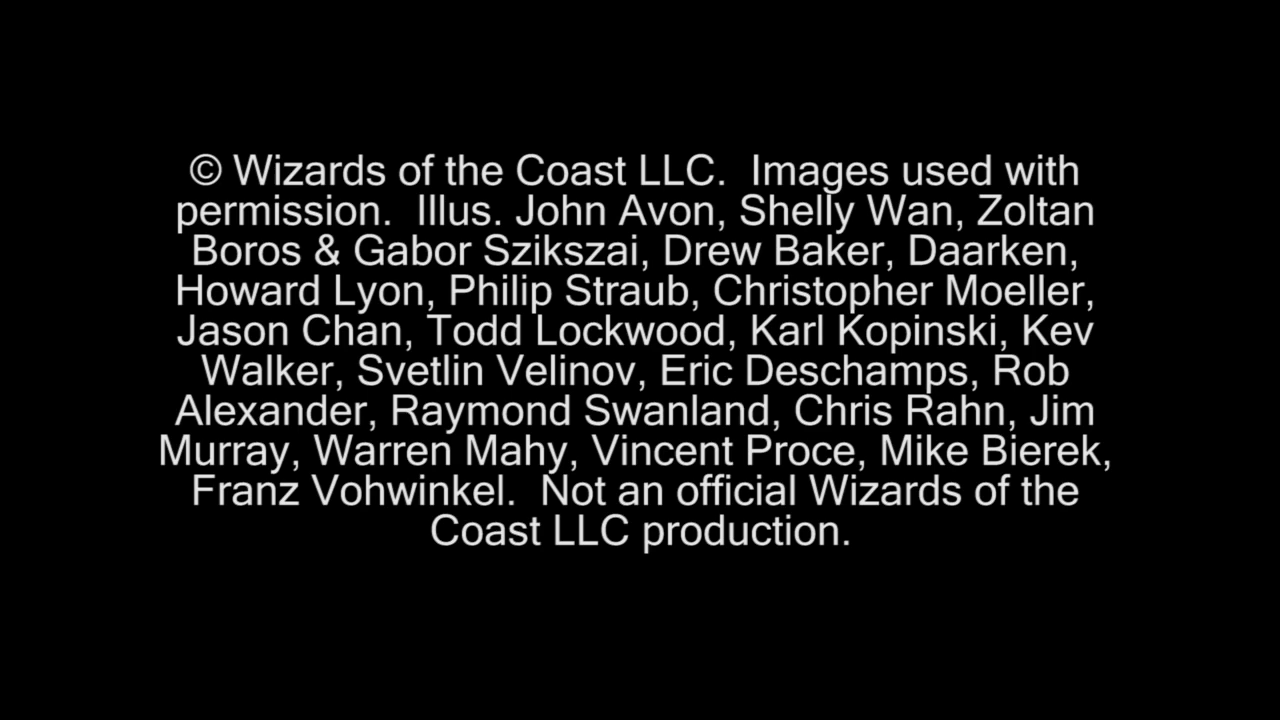 © Wizards of the Coast LLC.  Images used with
permission.  Illus. John Avon, Shelly Wan, Zoltan
Boros & Gabor Szikszai, Drew Baker, Daarken,
Howard Lyon, Philip Straub, Christopher Moeller,
Jason Chan, Todd Lockwood, Karl Kopinski, Kev
Walker, Svetlin Velinov, Eric Deschamps, Rob
Alexander, Raymond Swanland, Chris Rahn, Jim
Murray, Warren Mahy, Vincent Proce, Mike Bierek,
Franz Vohwinkel.  Not an official Wizards of the
Coast LLC production.